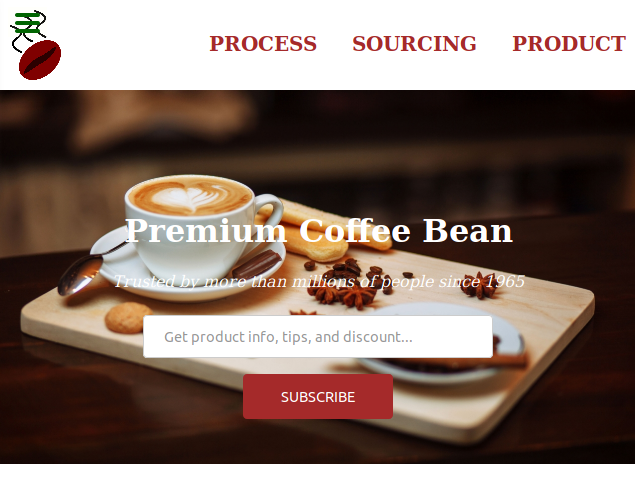 PROCESS SOURCING PRODUCT
Premium Coffee Bean
Trusted by more than millions of people since 1965
Get product info, tips, and discount...
SUBSCRIBE